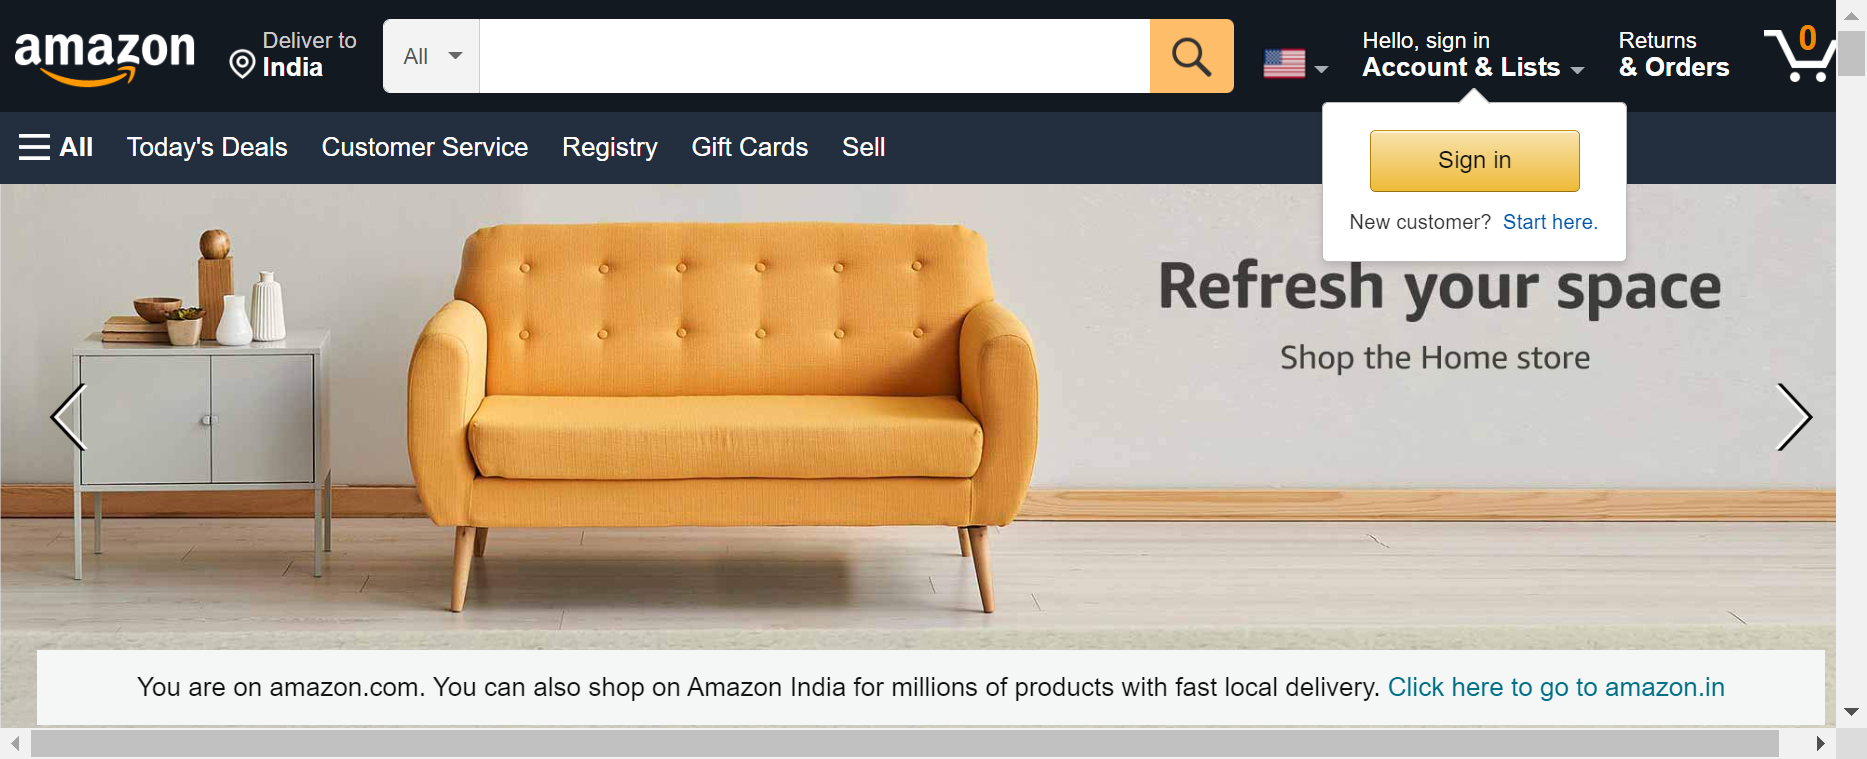 amazon
Deliver to
India
All
Hello, sign in
Account & Lists
Returns
& Orders
0
All
Today's Deals
Customer Service
Registry
Gift Cards
Sell
Sign in
New customer? Start here.
Refresh your space
Shop the Home store
You are on amazon.com. You can also shop on Amazon India for millions of products with fast local delivery. Click here to go to amazon.in